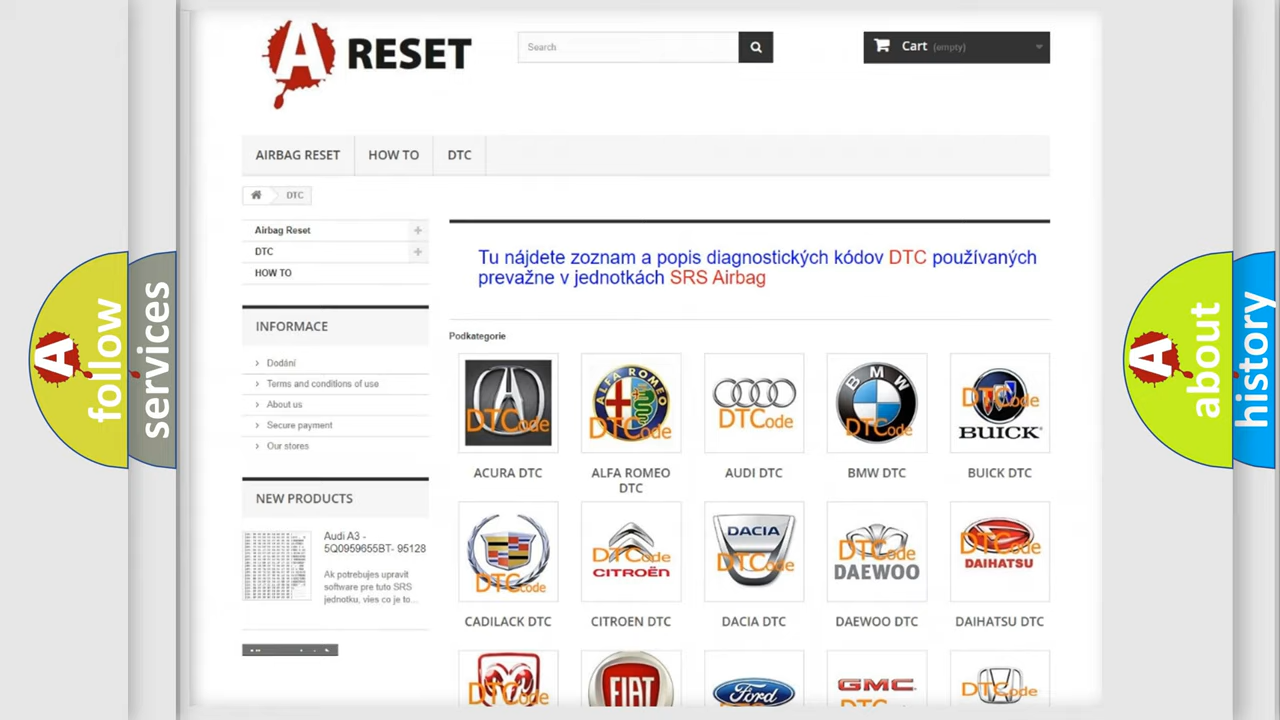 A RESET
Search
Cart (empty)
AIRBAG RESET
HOW TO
DTC
DTC
Airbag Reset
DTC
HOW TO
Tu nájdete zoznam a popis diagnostických kódov DTC používaných
prevažne v jednotkách SRS Airbag
INFORMACE
Dodání
Terms and conditions of use
About us
Secure payment
Our stores
NEW PRODUCTS
Audi A3 -
5Q0959655BT- 95128
Ak potrebujes upravit
software pre tuto SRS
jednotku, vies co je to...
Podkategorie
DTCode
ALFA ROMEO
DTCode
DTCode
BMW
DTCode
DTCode
BUICK
ACURA DTC
ALFA ROMEO
DTC
AUDI DTC
BMW DTC
BUICK DTC
DTCode
DTCode
CITROËN
DACIA
DTCode
DTCode
DAEWOO
DTCode
DAIHATSU
CADILACK DTC
CITROEN DTC
DACIA DTC
DAEWOO DTC
DAIHATSU DTC
DTCode
FIAT
Ford
GMC
DTCode
A follow
services
A about
history